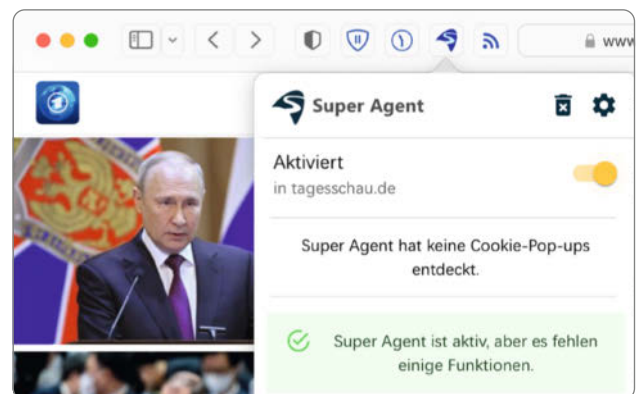 www
Super Agent
Aktiviert
in tagesschau.de
Super Agent hat keine Cookie-Pop-ups
entdeckt.
Super Agent ist aktiv, aber es fehlen
einige Funktionen.